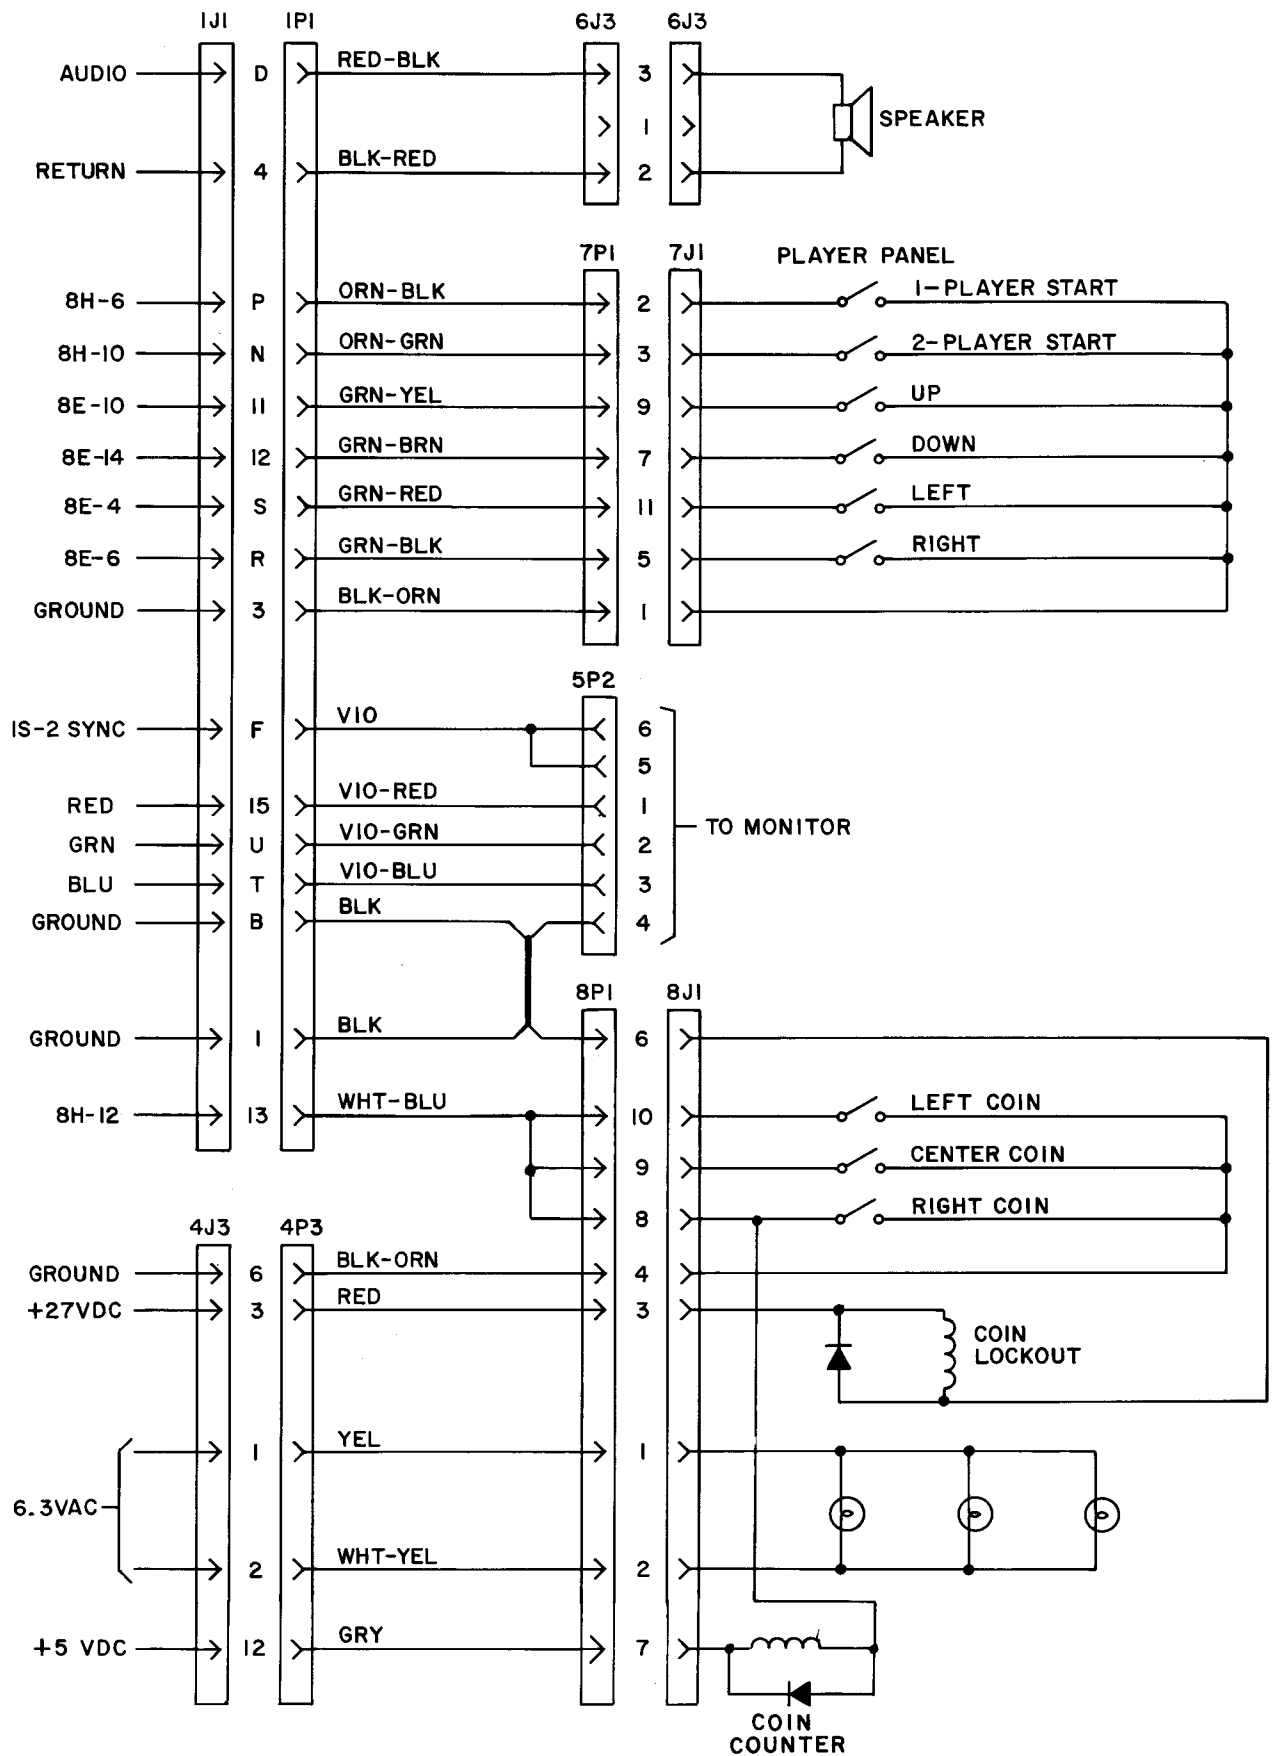 1J1 1P1 6J3 6J3
AUDIO D RED-BLK 3
1 SPEAKER
RETURN 4 BLK-RED 2
7P1 7J1 PLAYER PANEL
8H-6 P ORN-BLK 2 1-PLAYER START
8H-10 N ORN-GRN 3 2-PLAYER START
8E-10 11 GRN-YEL 9 UP
8E-14 12 GRN-BRN 7 DOWN
8E-4 S GRN-RED 11 LEFT
8E-6 R GRN-BLK 5 RIGHT
GROUND 3 BLK-ORN 1
5P2
1S-2 SYNC F VIO 6
5
RED 15 VIO-RED 1
GRN U VIO-GRN 2 TO MONITOR
BLU T VIO-BLU 3
GROUND B BLK 4
8P1 8J1
GROUND 1 BLK 6
8H-12 13 WHT-BLU 10 LEFT COIN
9 CENTER COIN
8 RIGHT COIN
4J3 4P3
GROUND 6 BLK-ORN 4
+27VDC 3 RED 3
COIN
LOCKOUT
1 YEL 1
6.3VAC
2 WHT-YEL 2
+5 VDC 12 GRY 7
COIN
COUNTER